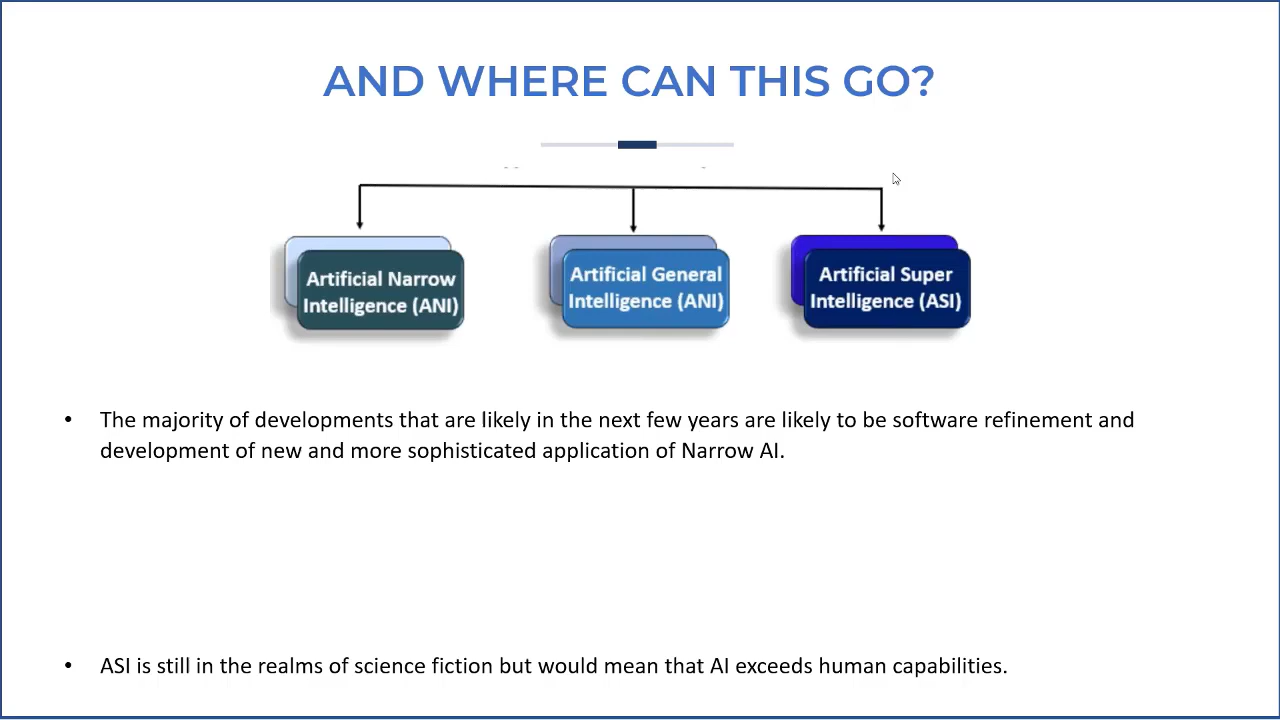 AND WHERE CAN THIS GO?
Artificial Narrow
Intelligence (ANI)
Artificial General
Intelligence (ANI)
Artificial Super
Intelligence (ASI)
• The majority of developments that are likely in the next few years are likely to be software refinement and
development of new and more sophisticated application of Narrow AI.
• ASI is still in the realms of science fiction but would mean that AI exceeds human capabilities.